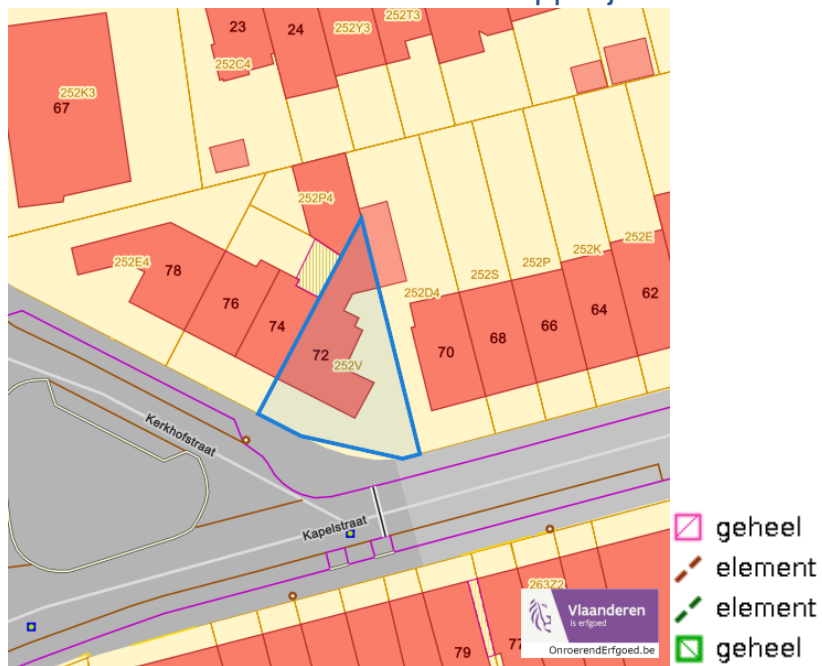 23
24
252Y3
252T3
252C4
252K3
67
252P4
252E4
78
76
74
72
252V
252D4
252S
252P
252K
252E
70
68
66
64
62
Kerkhofstraat
Kapelstraat
263Z2
79
77
Vlaanderen
is erfgoed
OnroerendErfgoed.be
geheel
element
element
geheel